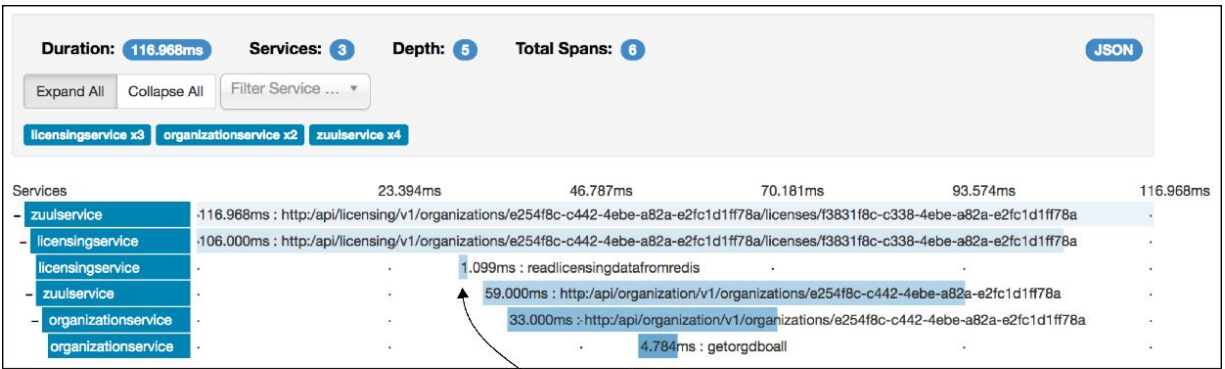 Duration: 116.968ms Services: 3 Depth: 5 Total Spans: 6 JSON
Expand All Collapse All Filter Service ...
licensingservice x3 organizationservice x2 zuulservice x4
Services 23.394ms 46.787ms 70.181ms 93.574ms 116.968ms
- zuulservice ·116.968ms : http:/api/licensing/v1/organizations/e254f8c-c442-4ebe-a82a-e2fc1d1ff78a/licenses/f3831f8c-c338-4ebe-a82a-e2fc1d1ff78a
- licensingservice ·106.000ms : http:/api/licensing/v1/organizations/e254f8c-c442-4ebe-a82a-e2fc1d1ff78a/licenses/f3831f8c-c338-4ebe-a82a-e2fc1d1ff78a
licensingservice 1.099ms : readlicensingdatafromredis
- zuulservice 59.000ms : http:/api/organization/v1/organizations/e254f8c-c442-4ebe-a82a-e2fc1d1ff78a
- organizationservice 33.000ms : http:/api/organization/v1/organizations/e254f8c-c442-4ebe-a82a-e2fc1d1ff78a
organizationservice 4.784ms : getorgdboall